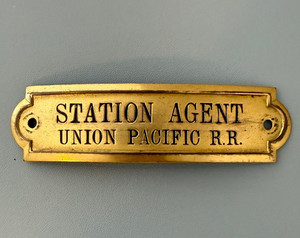 STATION AGENT
UNION PACIFIC R.R.